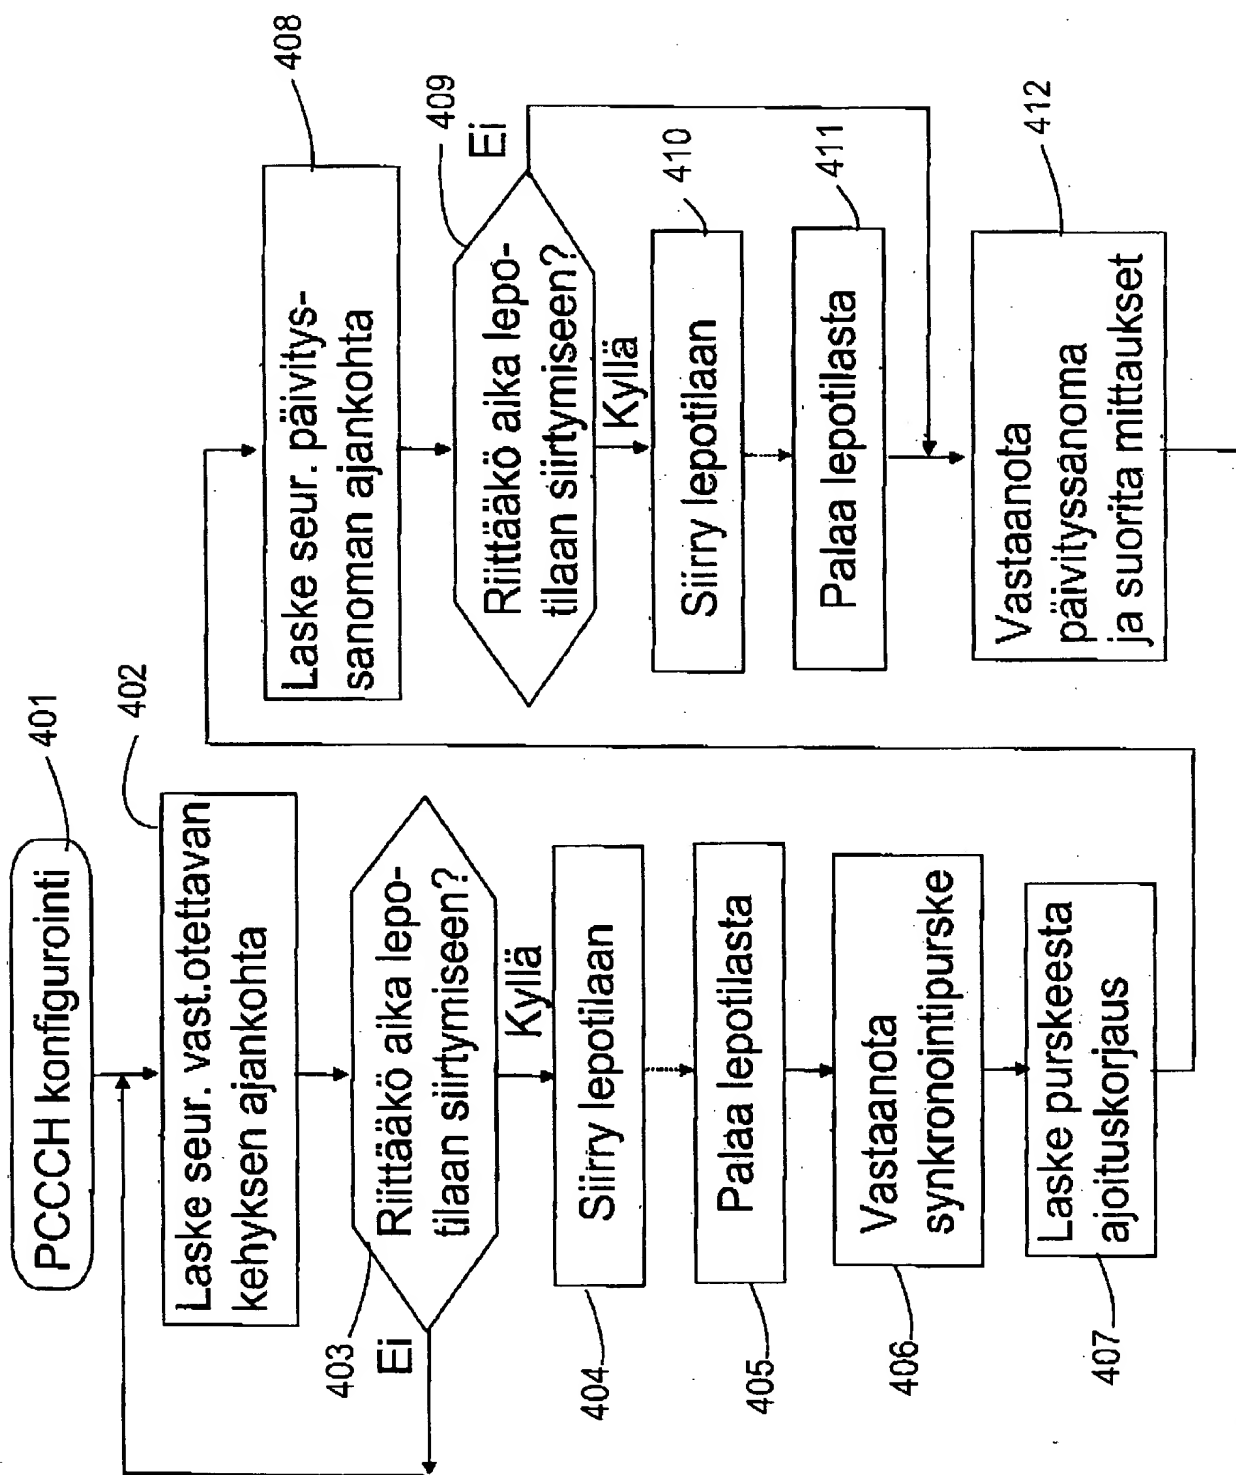 PCCCH konfigurointi
401
Laske seur. vast.otettavan
kehyksen ajankohta
402
Riittääkö aika lepo-
tilaan siirtymiseen?
403
Ei
Kyllä
Siirry lepotilaan
404
Palaa lepotilasta
405
Vastaanota
synkronointipurske
406
Laske purskeesta
ajoituskorjaus
407
Laske seur. päivitys-
sanoman ajankohta
408
Riittääkö aika lepo-
tilaan siirtymiseen?
409
Ei
Kyllä
Siirry lepotilaan
410
Palaa lepotilasta
411
Vastaanota
päivityssanoma
ja suorita mittaukset
412